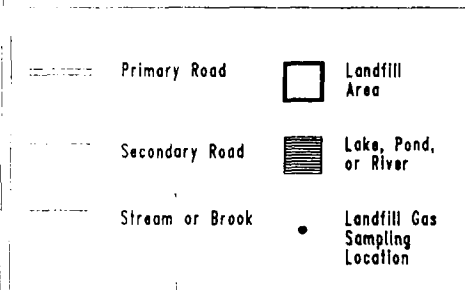 Primary Road
Landfill
Area
Secondary Road
Lake, Pond,
or River
Stream or Brook
Landfill Gas
Sampling
Location